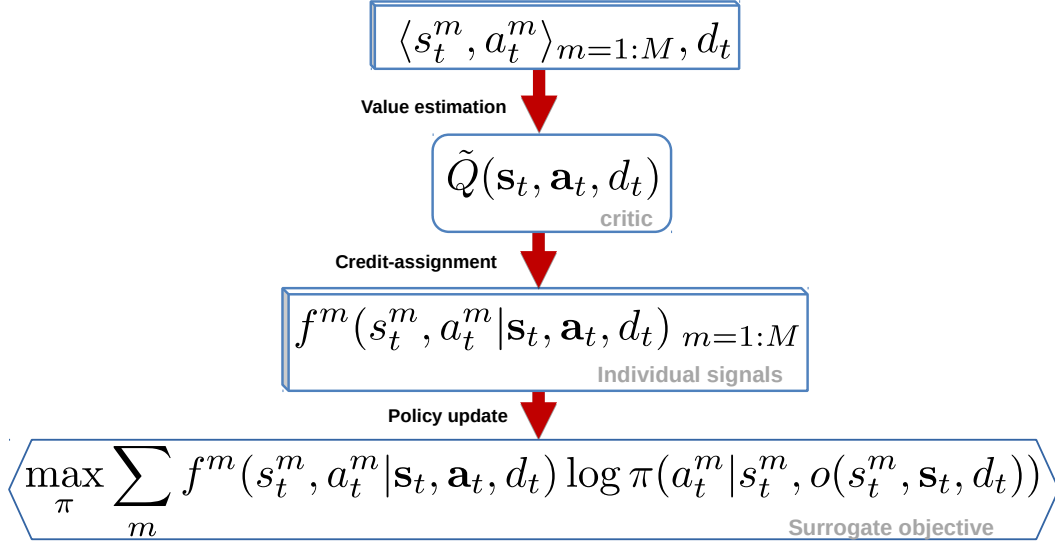 ⟨s_t^m, a_t^m⟩_{m=1:M}, d_t
Value estimation
Q̃(𝐬_t, 𝐚_t, d_t)
critic
Credit-assignment
f^m(s_t^m, a_t^m|𝐬_t, 𝐚_t, d_t) _{m=1:M}
Individual signals
Policy update
max_π ∑_m f^m(s_t^m, a_t^m|𝐬_t, 𝐚_t, d_t) log π(a_t^m|s_t^m, o(s_t^m, 𝐬_t, d_t))
Surrogate objective